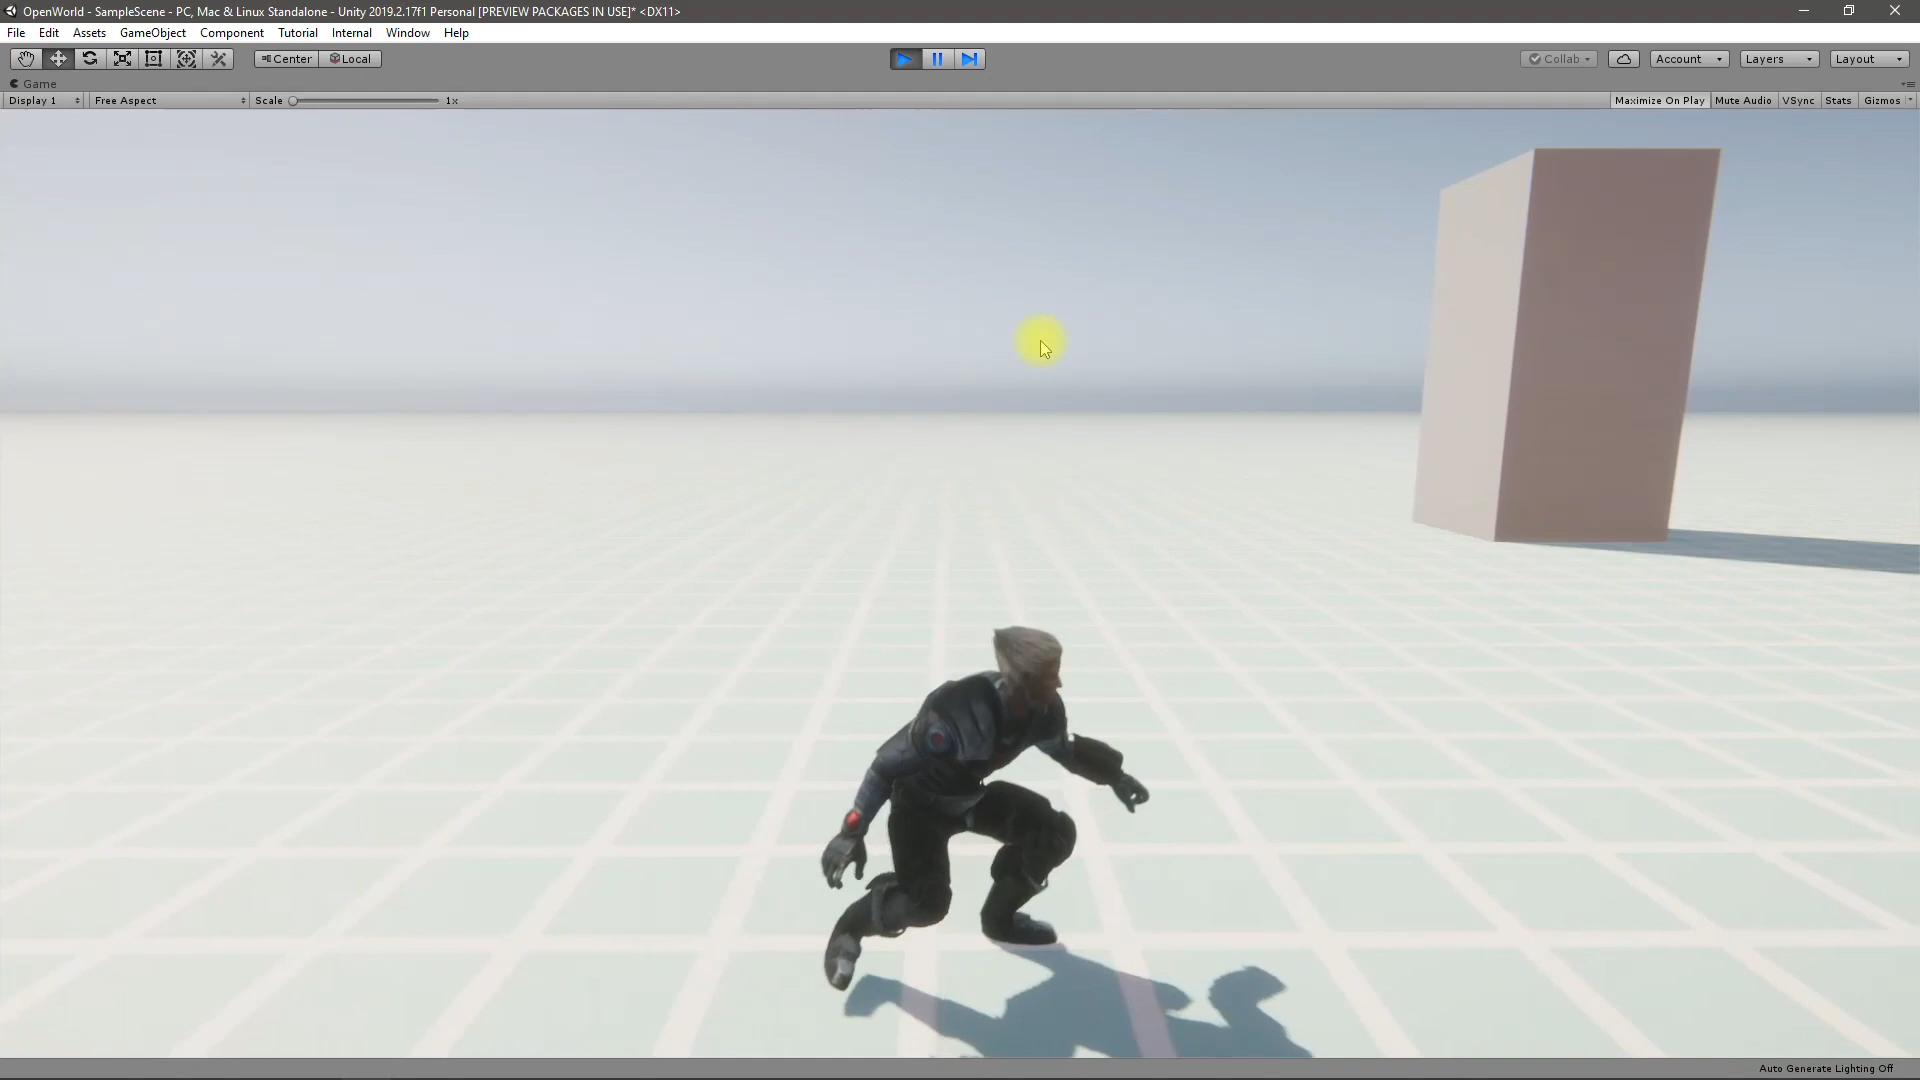 OpenWorld - SampleScene - PC, Mac & Linux Standalone - Unity 2019.2.17f1 Personal [PREVIEW PACKAGES IN USE]* <DX11>
File Edit Assets GameObject Component Tutorial Internal Window Help
Center Local Collab Account Layers Layout
Game
Display 1 Free Aspect Scale 1x Maximize On Play Mute Audio VSync Stats Gizmos
Auto Generate Lighting Off